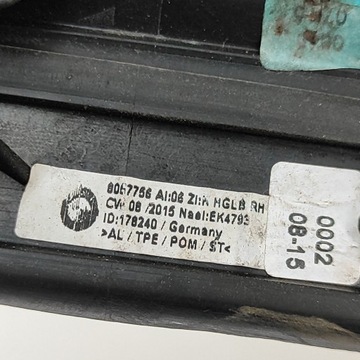 8057766 AI:06 ZI:A HGLB RH
CW 08 /2015 Nael:EK4793
ID:178240 / Germany
>AL / TPE / POM / ST<
0002
08-15